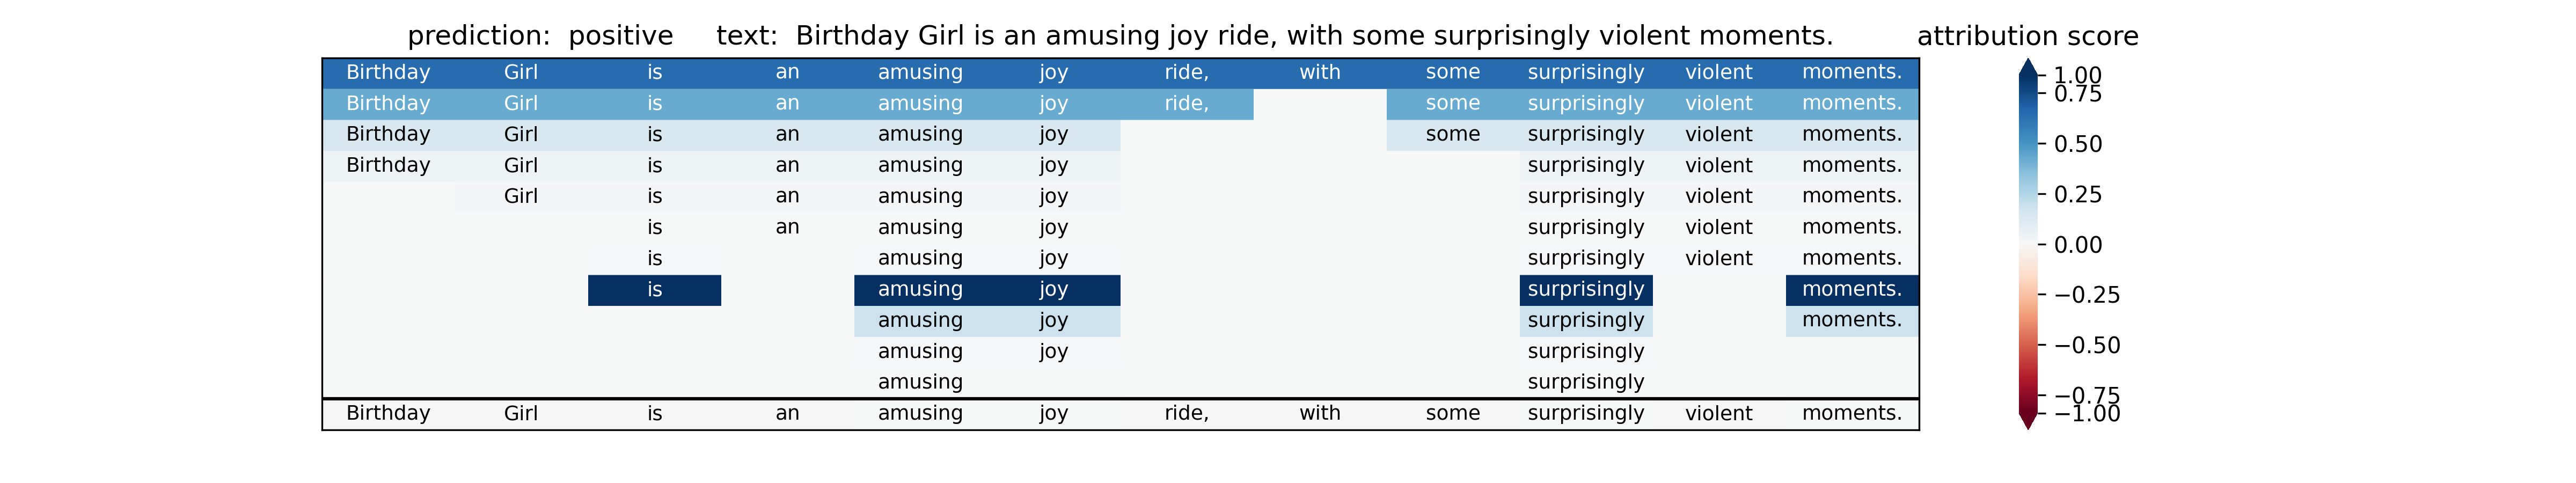 prediction: positive text: Birthday Girl is an amusing joy ride, with some surprisingly violent moments. attribution score
Birthday Girl is an amusing joy ride, with some surprisingly violent moments.
Birthday Girl is an amusing joy ride, some surprisingly violent moments.
Birthday Girl is an amusing joy some surprisingly violent moments.
Birthday Girl is an amusing joy surprisingly violent moments.
Girl is an amusing joy surprisingly violent moments.
is an amusing joy surprisingly violent moments.
is amusing joy surprisingly violent moments.
is amusing joy surprisingly moments.
amusing joy surprisingly moments.
amusing joy surprisingly
amusing surprisingly
Birthday Girl is an amusing joy ride, with some surprisingly violent moments.
1.00
0.75
0.50
0.25
0.00
−0.25
−0.50
−0.75
−1.00